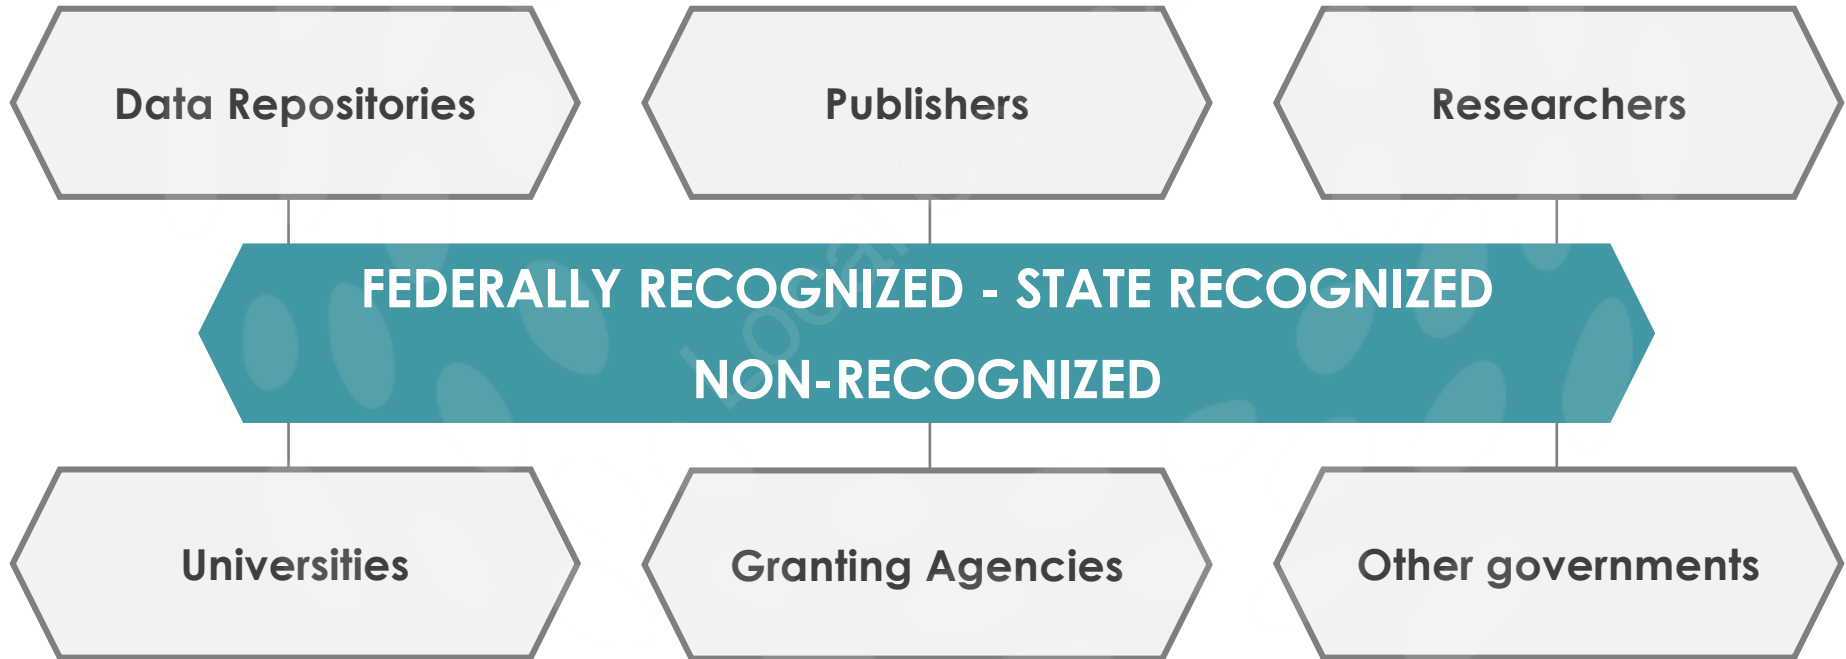 Data Repositories
Publishers
Researchers
FEDERALLY RECOGNIZED - STATE RECOGNIZED
NON-RECOGNIZED
Universities
Granting Agencies
Other governments